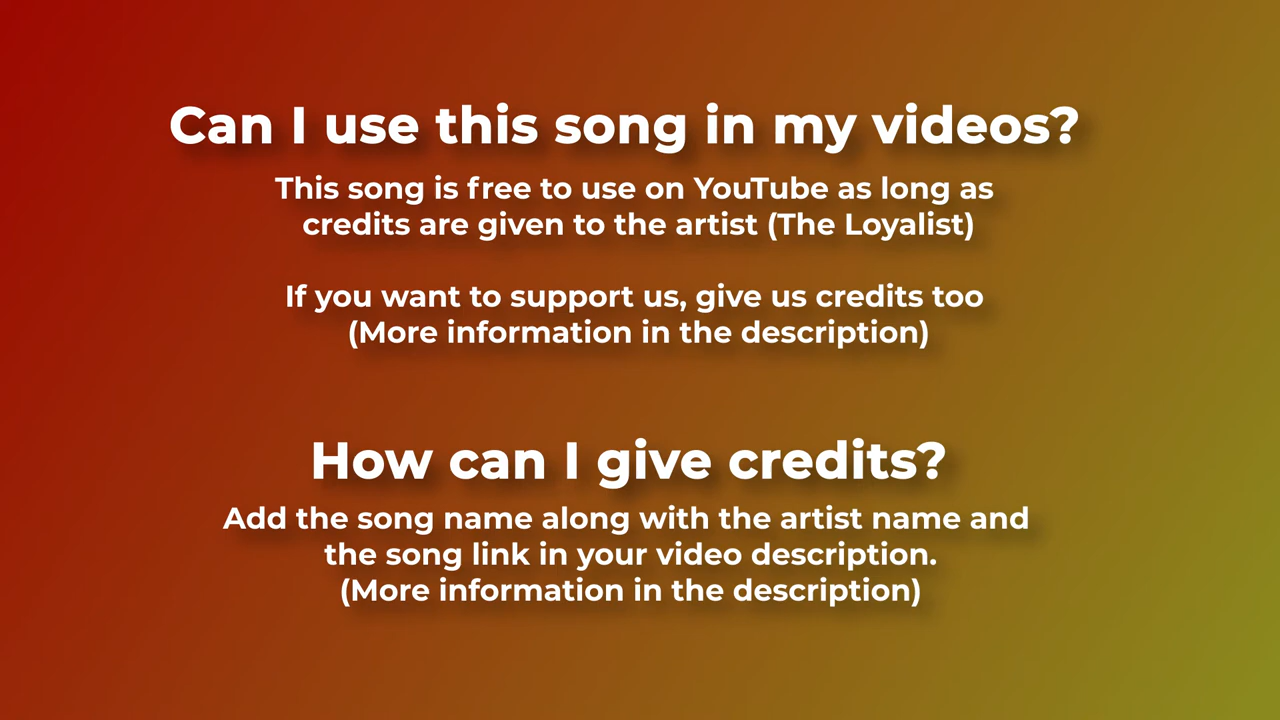 Can I use this song in my videos?
This song is free to use on YouTube as long as
credits are given to the artist (The Loyalist)
If you want to support us, give us credits too
(More information in the description)
How can I give credits?
Add the song name along with the artist name and
the song link in your video description.
(More information in the description)